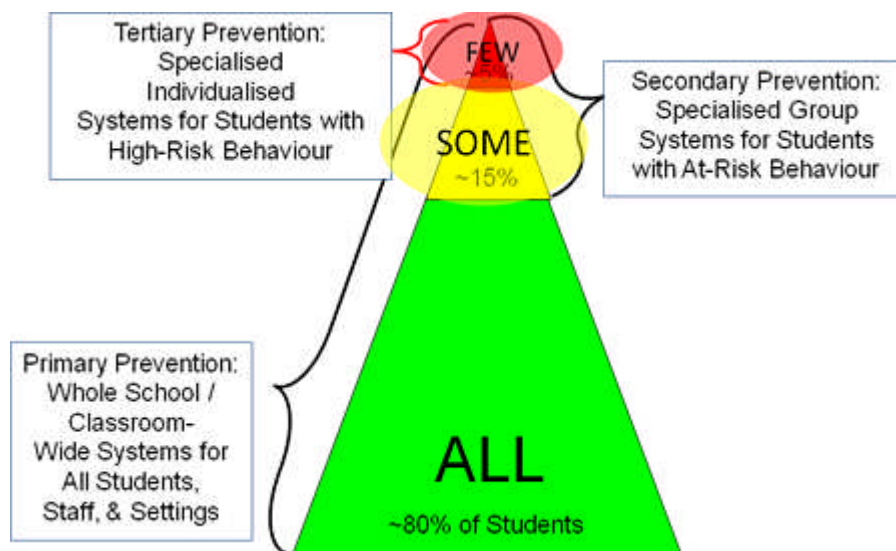 Tertiary Prevention:
Specialised
Individualised
Systems for Students with
High-Risk Behaviour
FEW
~5%
SOME
~15%
Secondary Prevention:
Specialised Group
Systems for Students
with At-Risk Behaviour
Primary Prevention:
Whole School /
Classroom-
Wide Systems for
All Students,
Staff, & Settings
ALL
~80% of Students